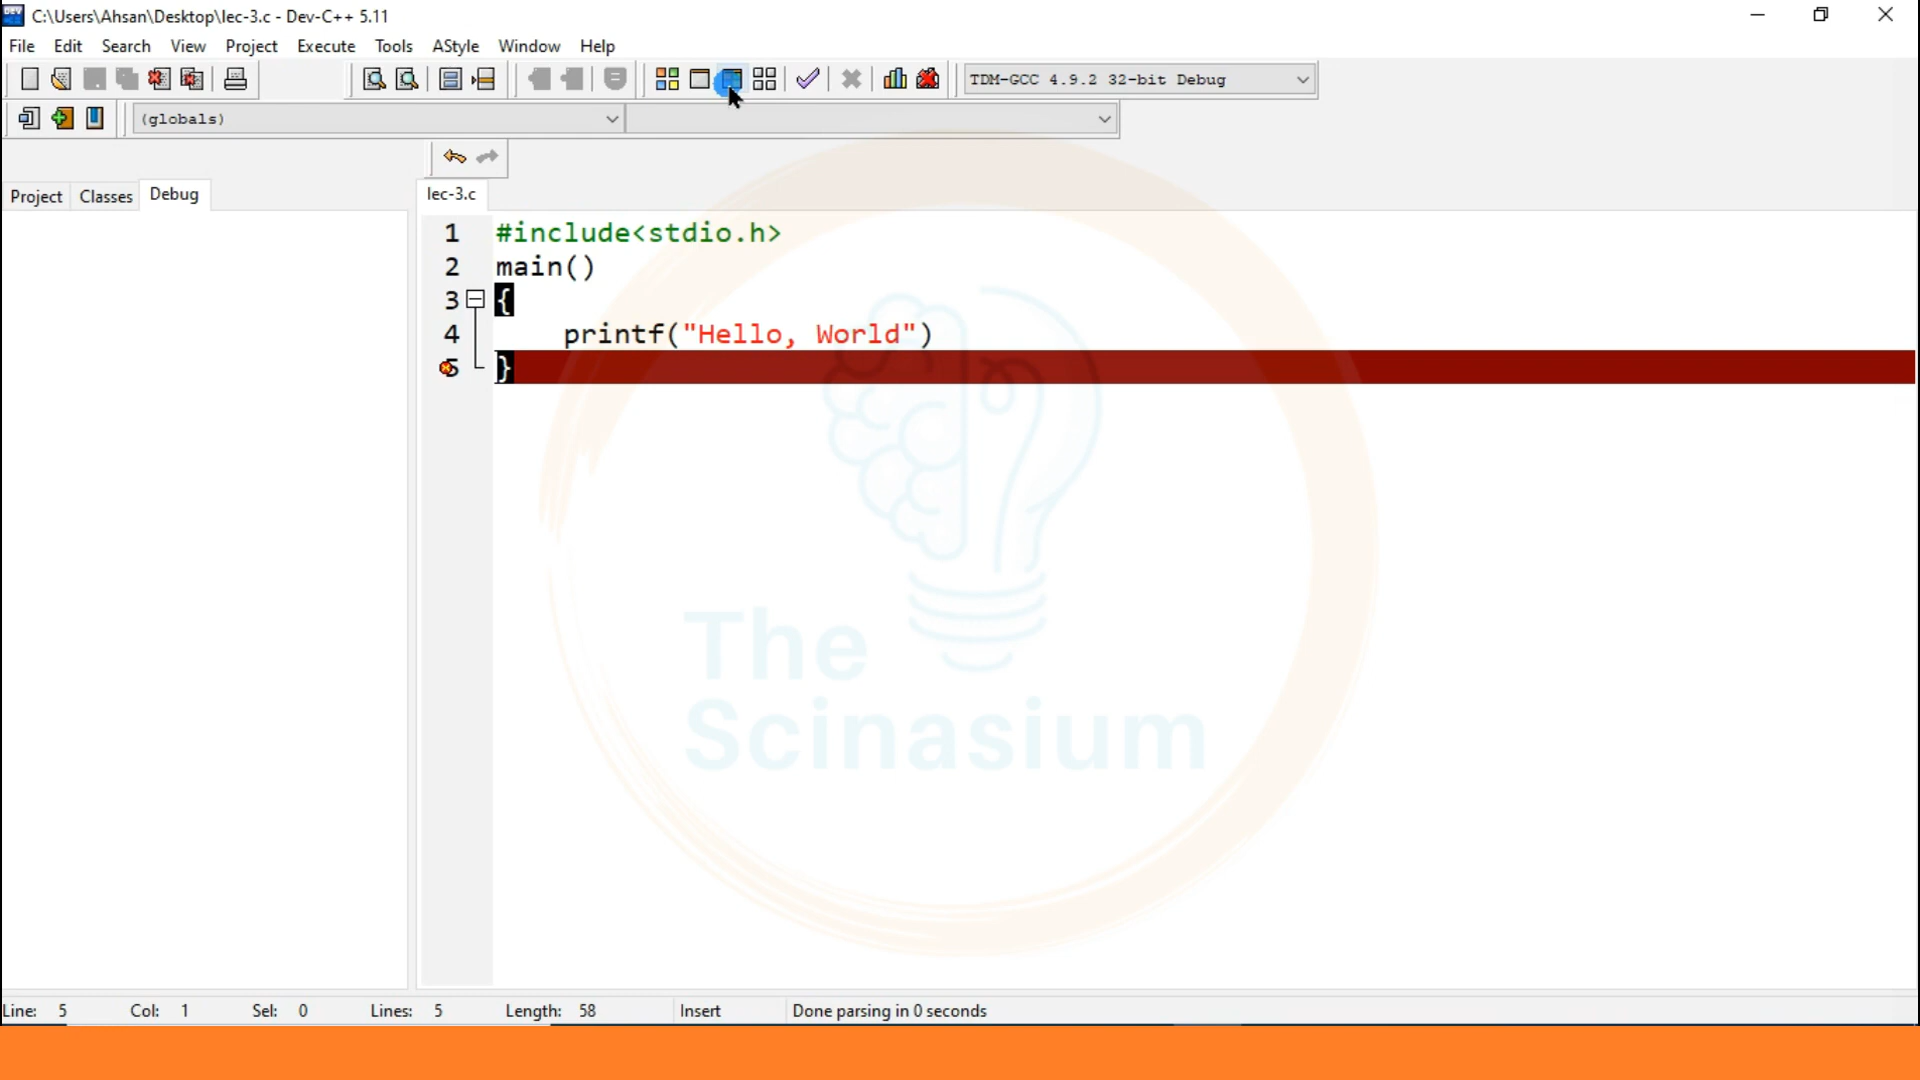 C:\Users\Ahsan\Desktop\lec-3.c - Dev-C++ 5.11
File Edit Search View Project Execute Tools AStyle Window Help
TDM-GCC 4.9.2 32-bit Debug
(globals)
Project Classes Debug
lec-3.c
1 #include<stdio.h>
2 main()
3 {
4 printf("Hello, World")
5 }
The
Scinasium
Line: 5 Col: 1 Sel: 0 Lines: 5 Length: 58 Insert Done parsing in 0 seconds